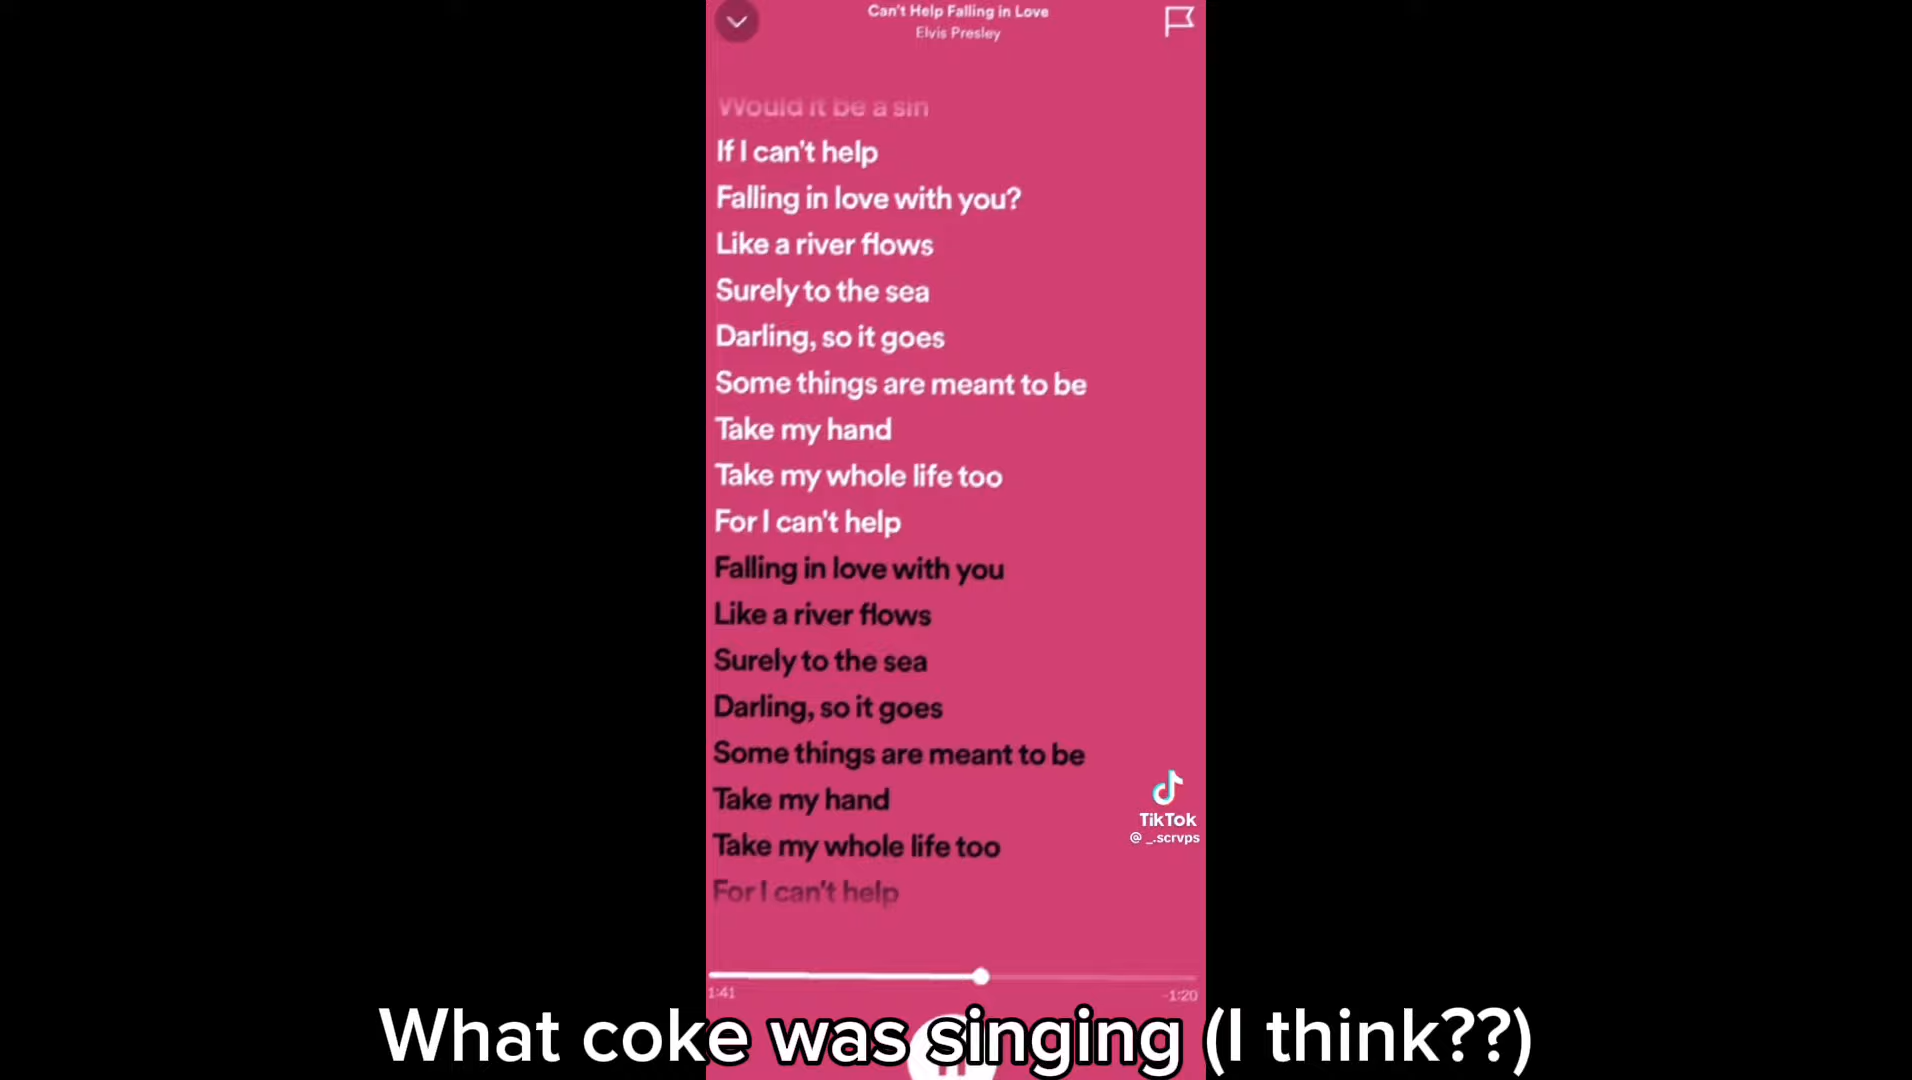 Can't Help Falling in Love
Elvis Presley
Would it be a sin
If I can't help
Falling in love with you?
Like a river flows
Surely to the sea
Darling, so it goes
Some things are meant to be
Take my hand
Take my whole life too
For I can't help
Falling in love with you
Like a river flows
Surely to the sea
Darling, so it goes
Some things are meant to be
Take my hand
Take my whole life too
For I can't help
TikTok
@_.scrvps
1:41
-1:20
What coke was singing (I think??)